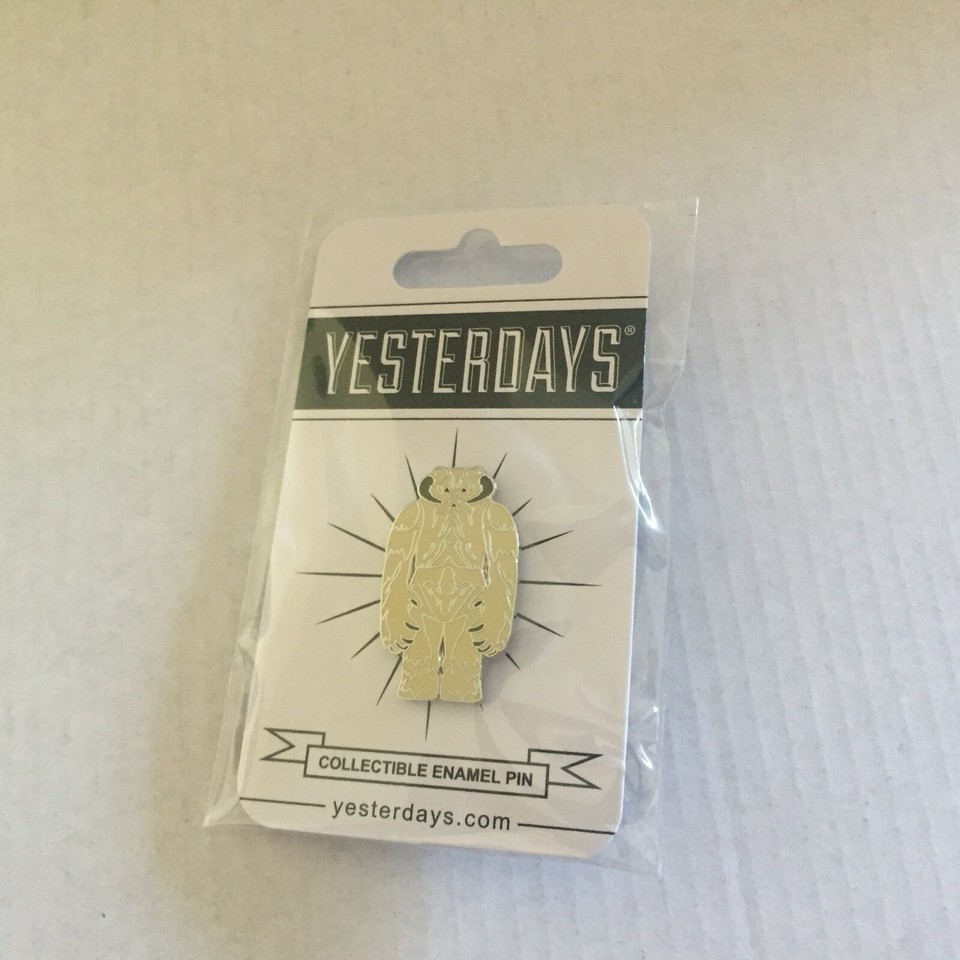 YESTERDAYS®
COLLECTIBLE ENAMEL PIN
yesterdays.com